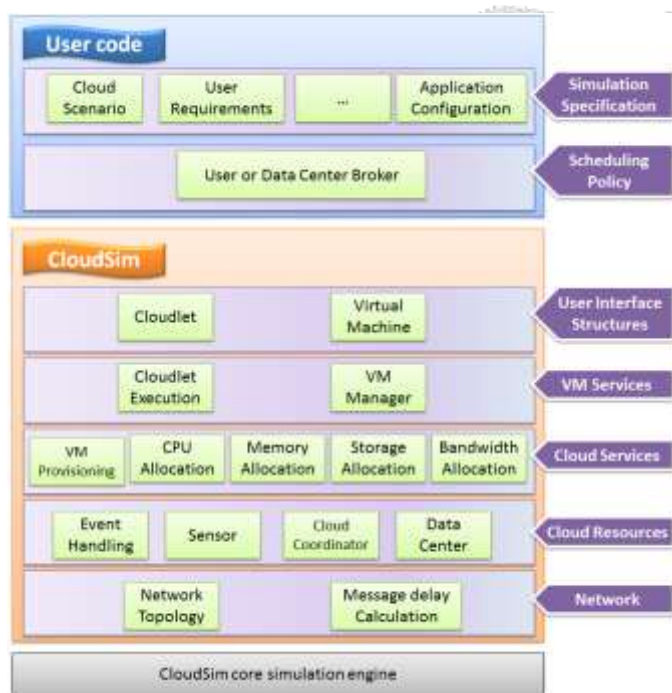 User code
Cloud
Scenario
User
Requirements
...
Application
Configuration
Simulation
Specification
User or Data Center Broker
Scheduling
Policy
CloudSim
Cloudlet
Virtual
Machine
User Interface
Structures
Cloudlet
Execution
VM
Manager
VM Services
VM
Provisioning
CPU
Allocation
Memory
Allocation
Storage
Allocation
Bandwidth
Allocation
Cloud Services
Event
Handling
Sensor
Cloud
Coordinator
Data
Center
Cloud Resources
Network
Topology
Message delay
Calculation
Network
CloudSim core simulation engine